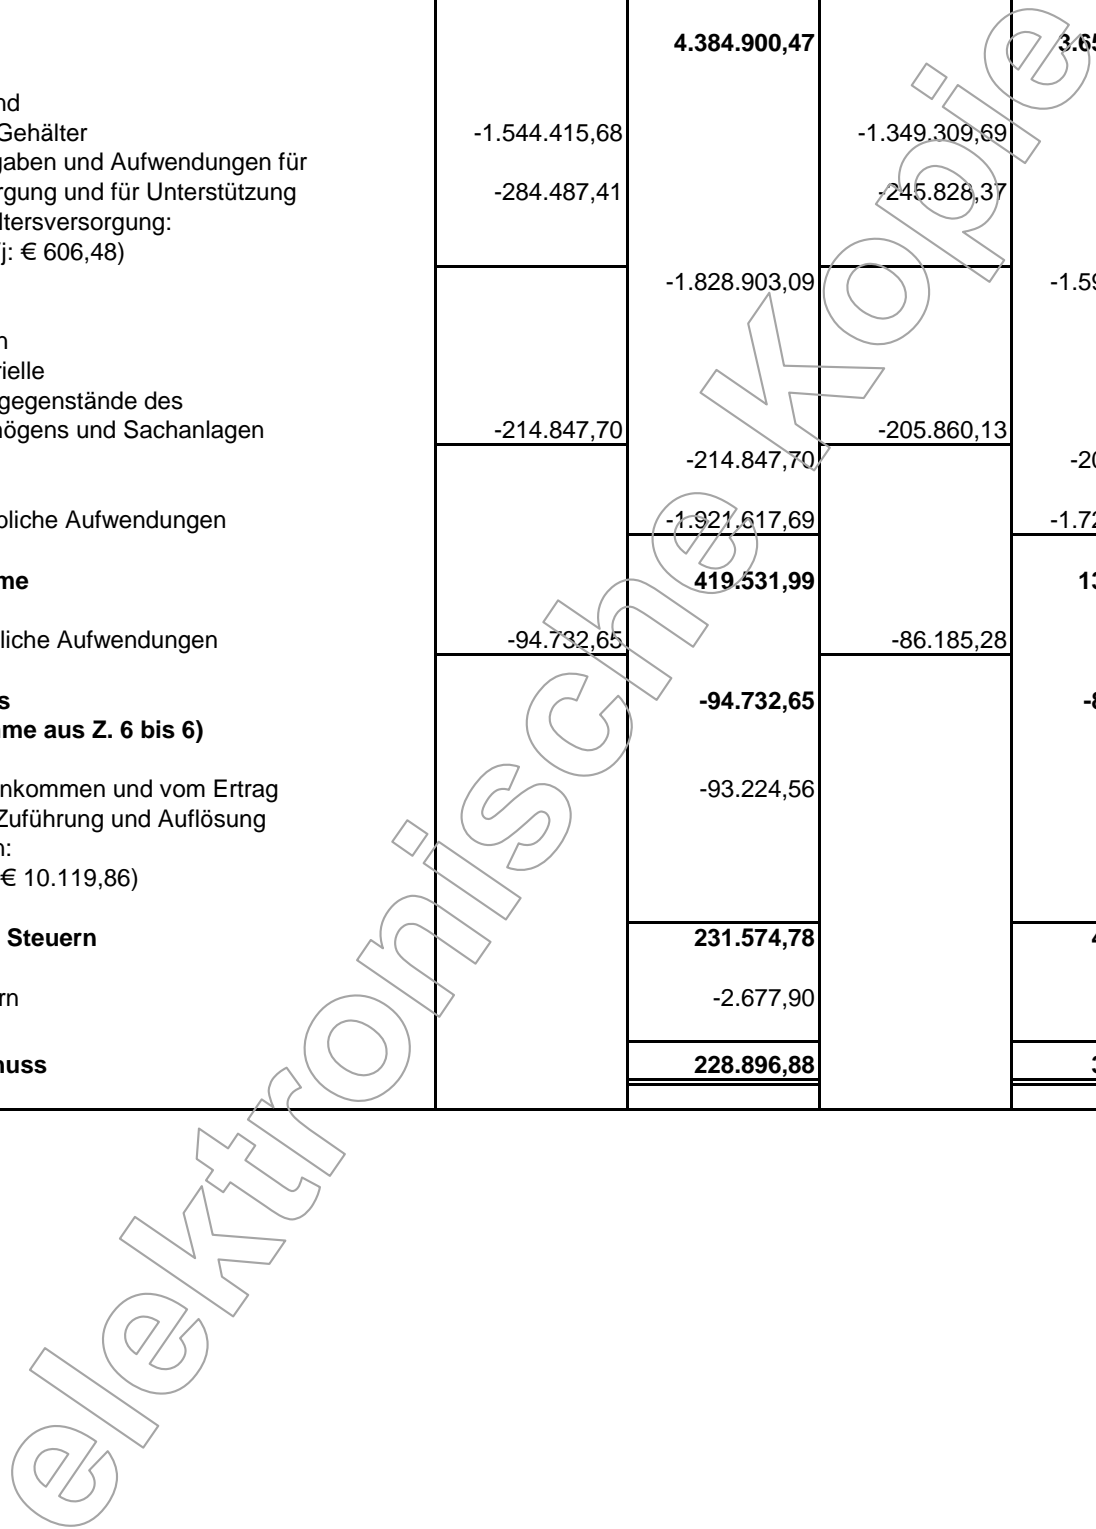 4.384.900,47 3.65
nd
Gehälter -1.544.415,68 -1.349.309,69
gaben und Aufwendungen für
rgung und für Unterstützung -284.487,41 -245.828,37
ltersversorgung:
j: € 606,48)
-1.828.903,09 -1.59
n
rielle
gegenstände des
nögens und Sachanlagen -214.847,70 -205.860,13
-214.847,70 -20
bliche Aufwendungen -1.921.617,69 -1.72
me 419.531,99 13
liche Aufwendungen -94.732,65 -86.185,28
s -94.732,65 -8
me aus Z. 6 bis 6)
nkommen und vom Ertrag -93.224,56
Zuführung und Auflösung
n:
€ 10.119,86)
Steuern 231.574,78 4
rn -2.677,90
huss 228.896,88 3
elektronische Kopie